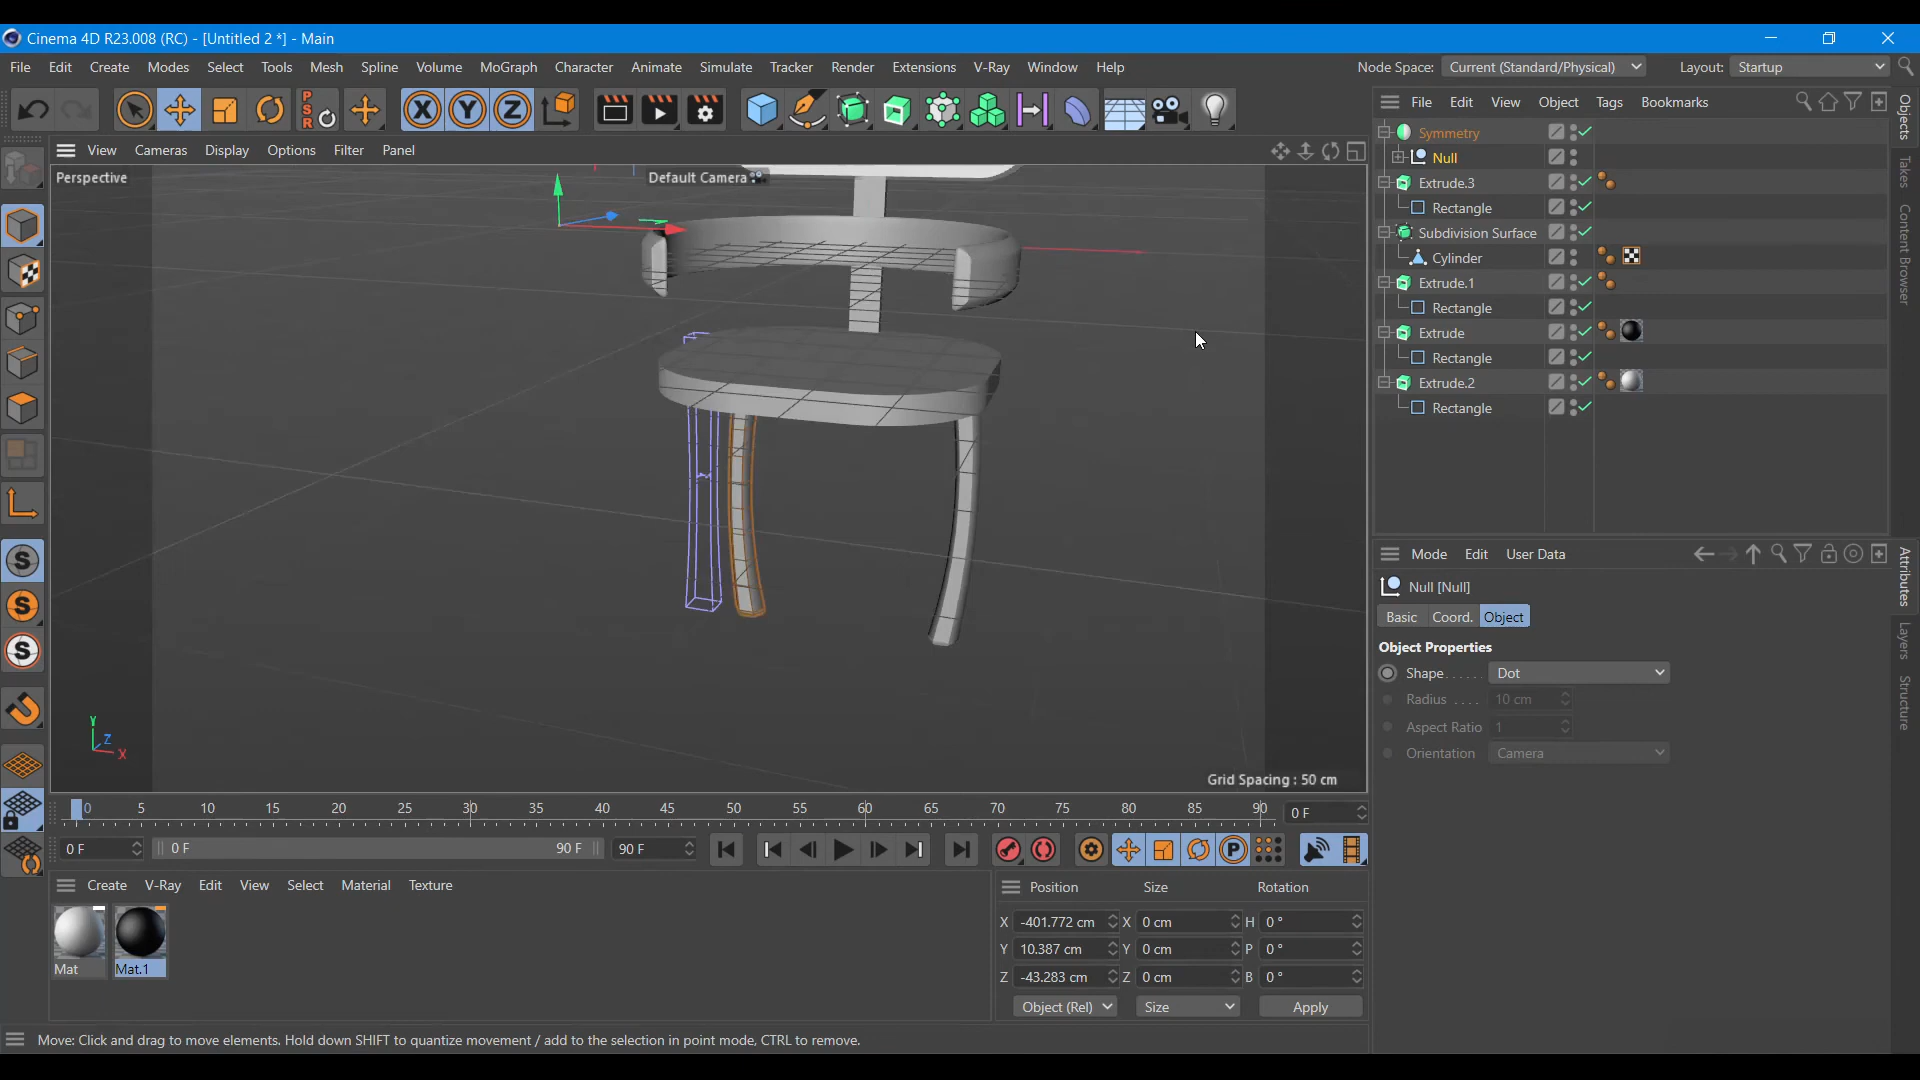 Cinema 4D R23.008 (RC) - [Untitled 2 *] - Main
File Edit Create Modes Select Tools Mesh Spline Volume MoGraph Character Animate Simulate Tracker Render Extensions V-Ray Window Help Node Space: Current (Standard/Physical) Layout: Startup
File Edit View Object Tags Bookmarks
View Cameras Display Options Filter Panel
Perspective
Default Camera
Symmetry
Null
Extrude.3
Rectangle
Subdivision Surface
Cylinder
Extrude.1
Rectangle
Extrude
Rectangle
Extrude.2
Rectangle
Objects
Takes
Content Browser
Mode Edit User Data
Null [Null]
Basic Coord. Object
Object Properties
Shape...... Dot
Radius .... 10 cm
Aspect Ratio 1
Orientation Camera
Attributes
Layers
Structure
Y
Z
X
Grid Spacing : 50 cm
0 5 10 15 20 25 30 35 40 45 50 55 60 65 70 75 80 85 90 0 F
0 F 0 F 90 F 90 F
Create V-Ray Edit View Select Material Texture
Mat
Mat.1
Position Size Rotation
X -401.772 cm X 0 cm H 0 °
Y 10.387 cm Y 0 cm P 0 °
Z -43.283 cm Z 0 cm B 0 °
Object (Rel) Size Apply
Move: Click and drag to move elements. Hold down SHIFT to quantize movement / add to the selection in point mode, CTRL to remove.